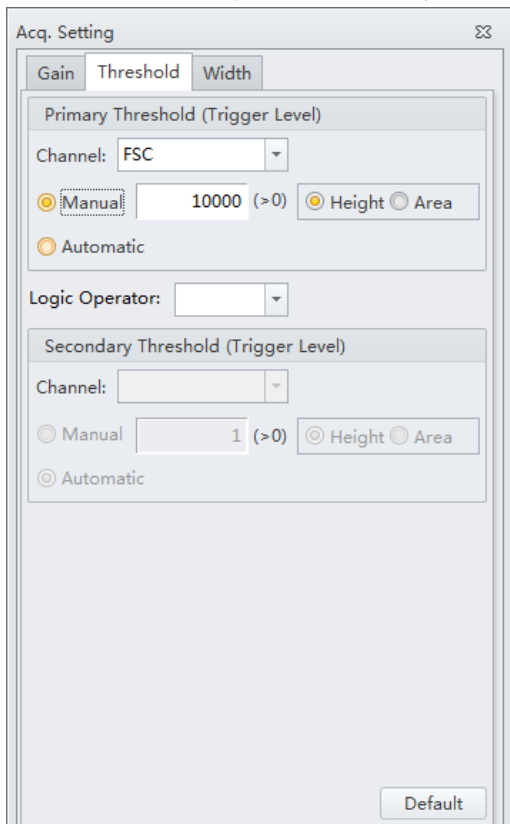 Acq. Setting
Gain Threshold Width
Primary Threshold (Trigger Level)
Channel: FSC
Manual 10000 (>0) Height Area
Automatic
Logic Operator:
Secondary Threshold (Trigger Level)
Channel:
Manual 1 (>0) Height Area
Automatic
Default